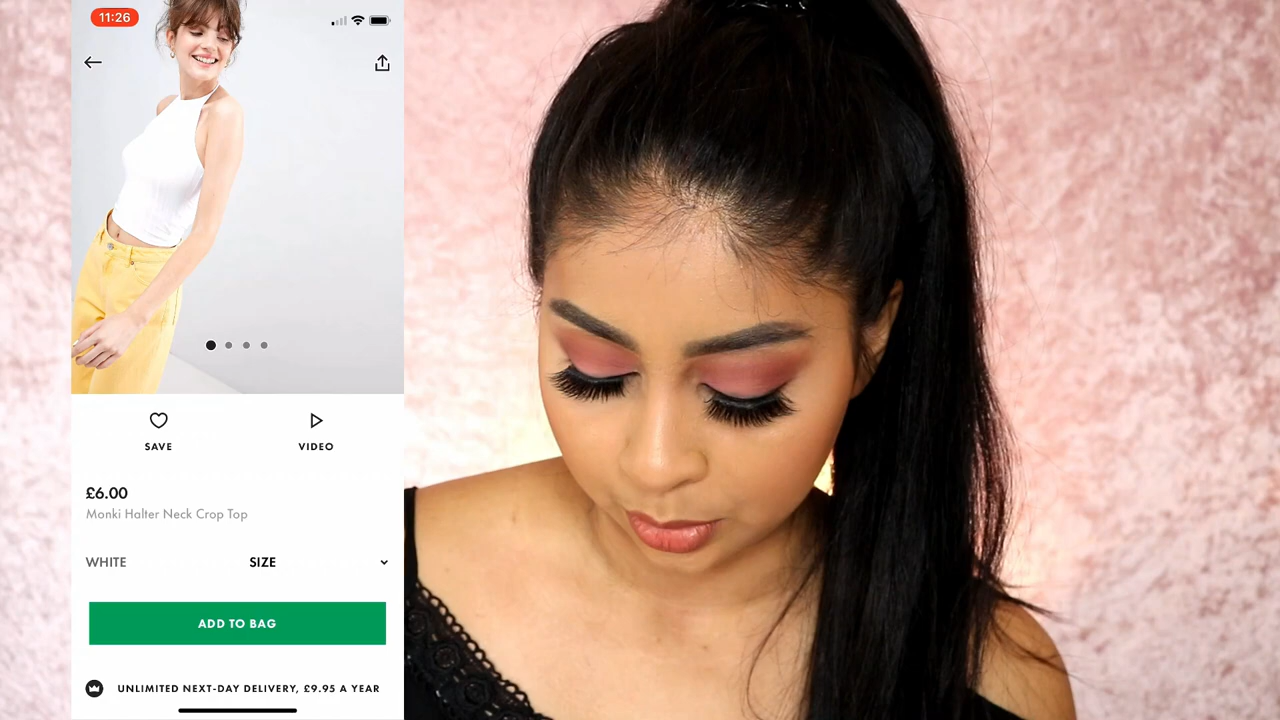 11:26
SAVE
VIDEO
£6.00
Monki Halter Neck Crop Top
WHITE
SIZE
ADD TO BAG
UNLIMITED NEXT-DAY DELIVERY, £9.95 A YEAR